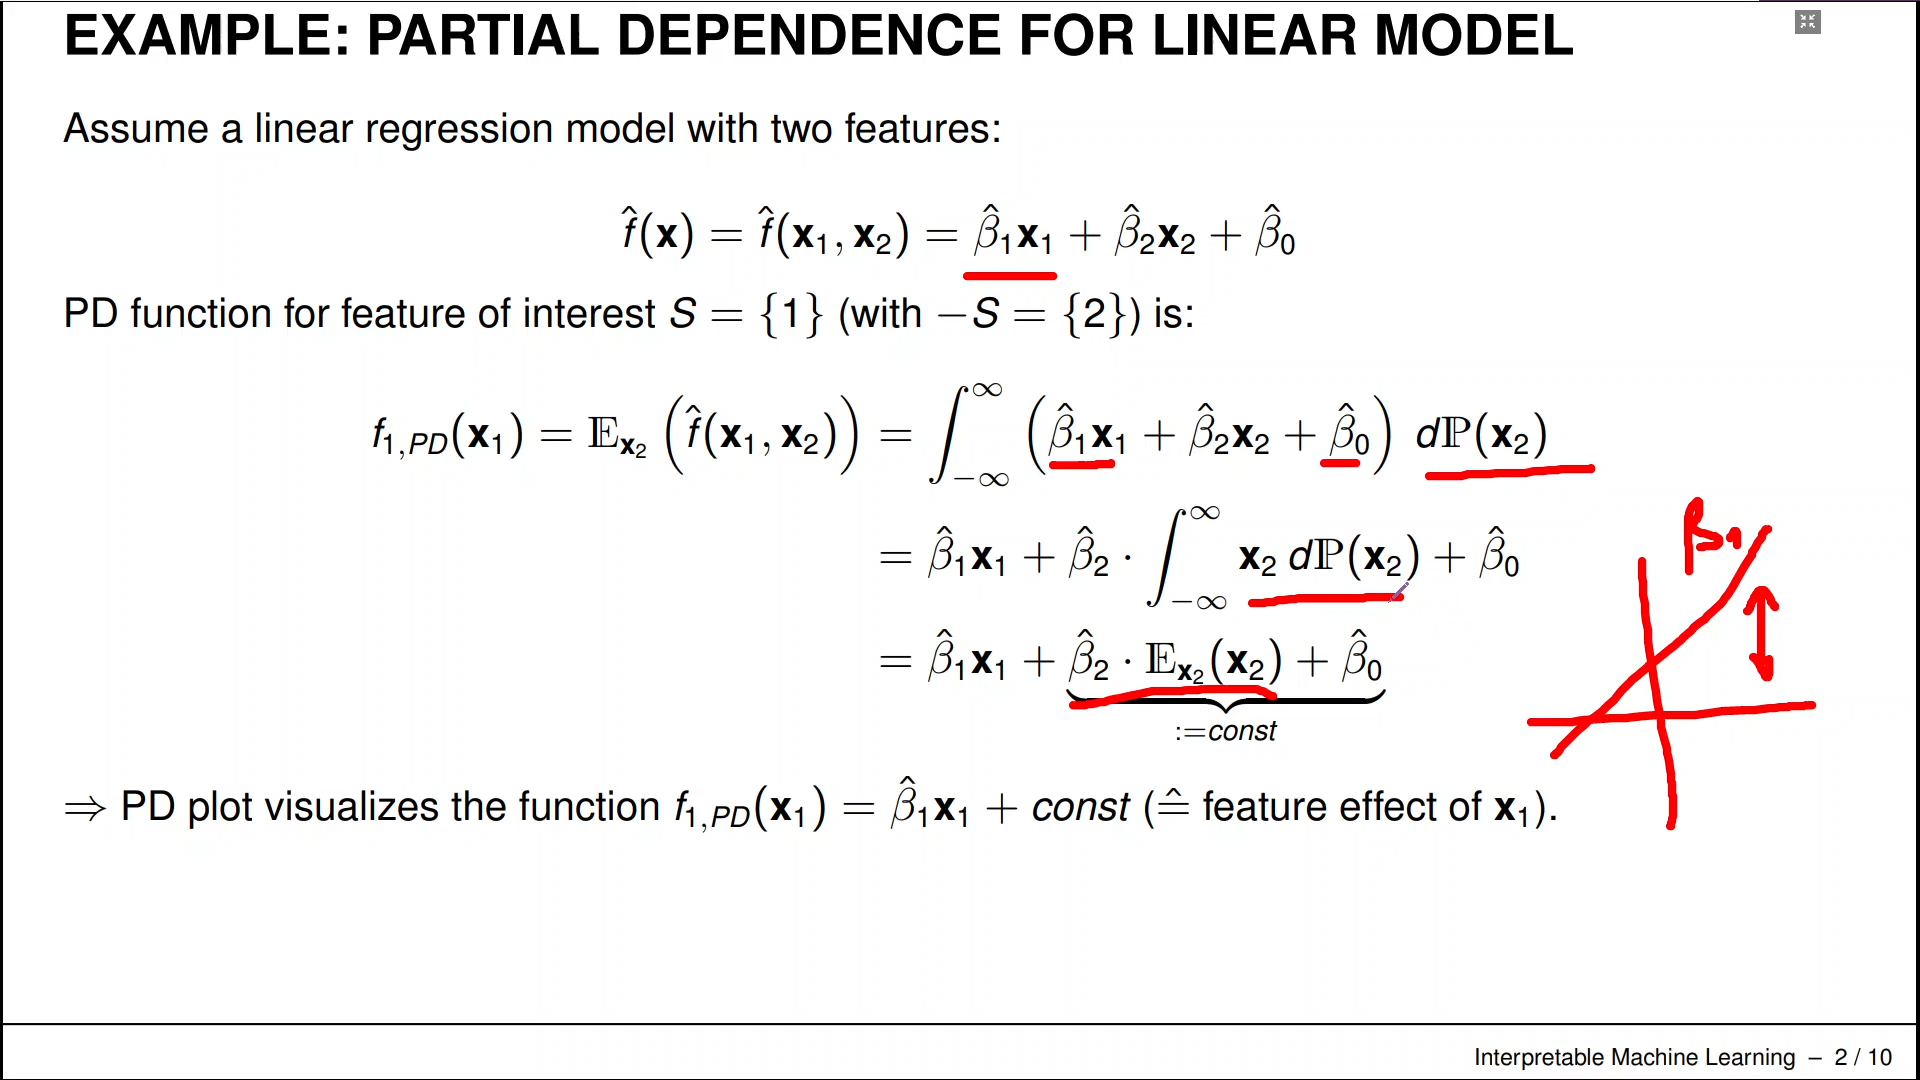 EXAMPLE: PARTIAL DEPENDENCE FOR LINEAR MODEL
Assume a linear regression model with two features:
f̂(x) = f̂(x₁, x₂) = β̂₁x₁ + β̂₂x₂ + β̂₀
PD function for feature of interest S = {1} (with −S = {2}) is:
f₁,PD(x₁) = 𝔼ₓ₂ (f̂(x₁, x₂)) = ∫₋∞^∞ (β̂₁x₁ + β̂₂x₂ + β̂₀) dℙ(x₂)
= β̂₁x₁ + β̂₂ · ∫₋∞^∞ x₂ dℙ(x₂) + β̂₀
= β̂₁x₁ + β̂₂ · 𝔼ₓ₂(x₂) + β̂₀
:=const
β₁
⇒ PD plot visualizes the function f₁,PD(x₁) = β̂₁x₁ + const (≙ feature effect of x₁).
Interpretable Machine Learning – 2 / 10